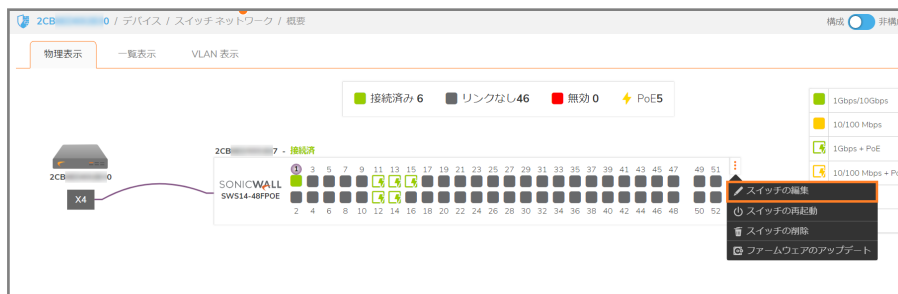 2CB 0 / デバイス / スイッチ ネットワーク / 概要
構成 非構成
物理表示 一覧表示 VLAN 表示
接続済み 6 リンクなし46 無効 0 PoE5
1Gbps/10Gbps
10/100 Mbps
1Gbps + PoE
10/100 Mbps + Po
2CB 0
X4
2CB 7 - 接続済
1 3 5 7 9 11 13 15 17 19 21 23 25 27 29 31 33 35 37 39 41 43 45 47 49 51
SONICWALL
SWS14-48FPOE
2 4 6 8 10 12 14 16 18 20 22 24 26 28 30 32 34 36 38 40 42 44 46 48 50 52
スイッチの編集
スイッチの再起動
スイッチの削除
ファームウェアのアップデート